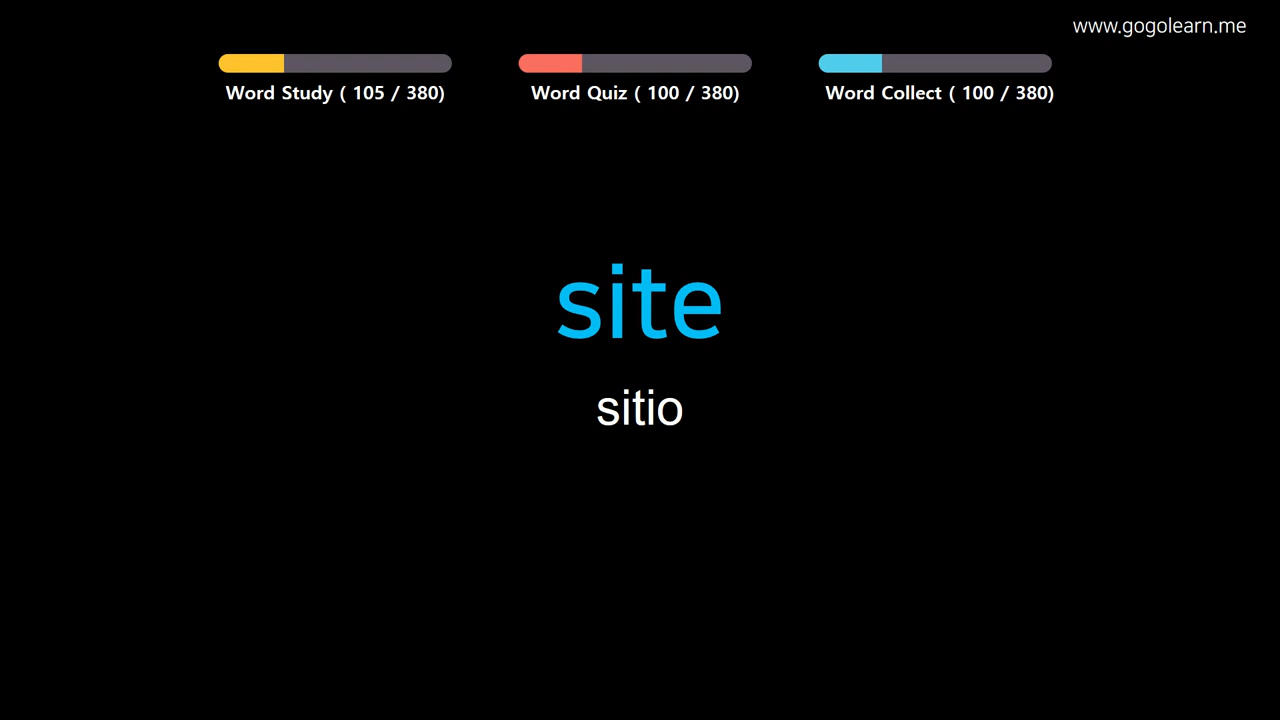 www.gogolearn.me
Word Study ( 105 / 380)
Word Quiz ( 100 / 380)
Word Collect ( 100 / 380)
site
sitio